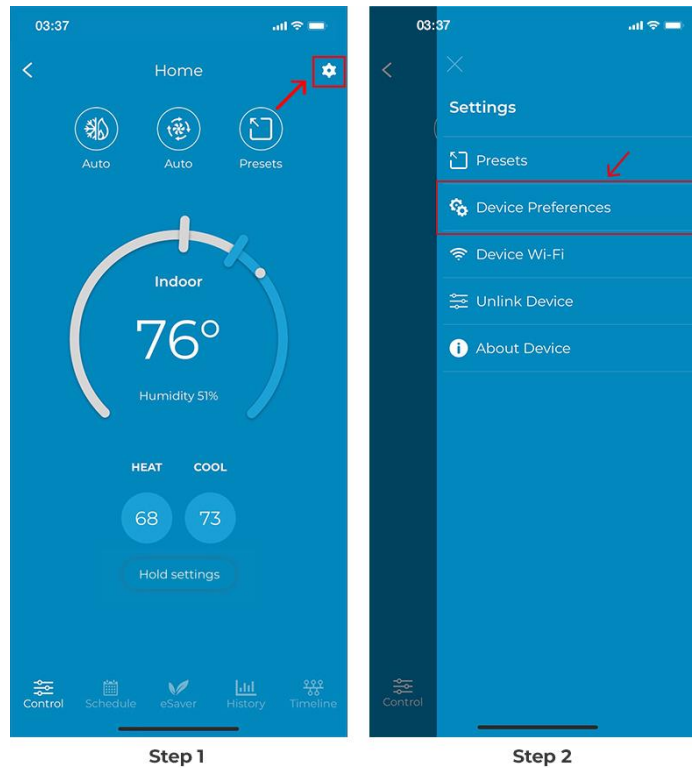 03:37
Home
Auto
Auto
Presets
Indoor
76°
Humidity 51%
HEAT COOL
68 73
Hold settings
Control Schedule eSaver History Timeline
Step 1
03:37
Settings
Presets
Device Preferences
Device Wi-Fi
Unlink Device
About Device
Control
Step 2